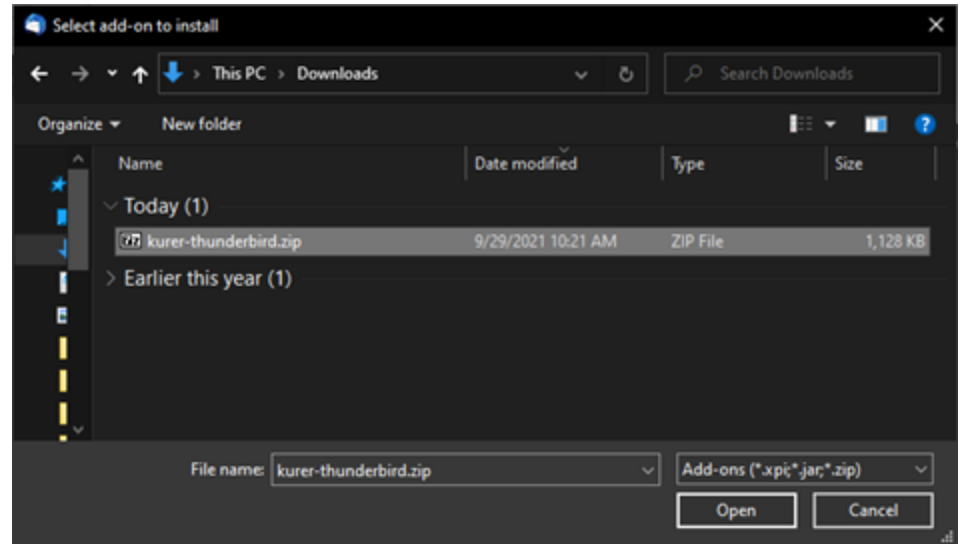 Select add-on to install
This PC > Downloads
Search Downloads
Organize
New folder
Name Date modified Type Size
Today (1)
kurer-thunderbird.zip 9/29/2021 10:21 AM ZIP File 1,128 KB
Earlier this year (1)
File name: kurer-thunderbird.zip
Add-ons (*.xpi;*.jar;*.zip)
Open
Cancel